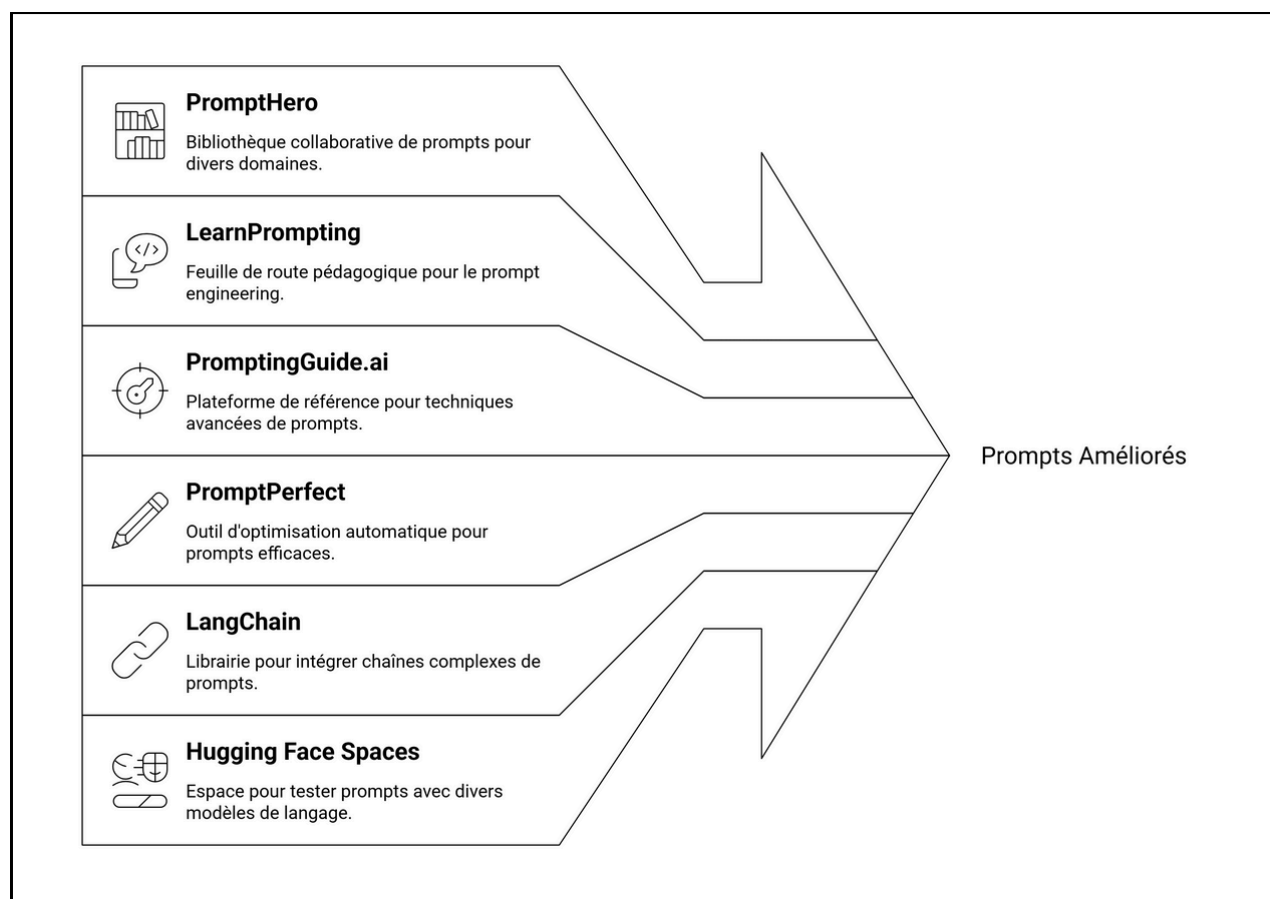 PromptHero
Bibliothèque collaborative de prompts pour
divers domaines.
LearnPrompting
Feuille de route pédagogique pour le prompt
engineering.
PromptingGuide.ai
Plateforme de référence pour techniques
avancées de prompts.
PromptPerfect
Outil d'optimisation automatique pour
prompts efficaces.
LangChain
Librairie pour intégrer chaînes complexes de
prompts.
Hugging Face Spaces
Espace pour tester prompts avec divers
modèles de langage.
Prompts Améliorés